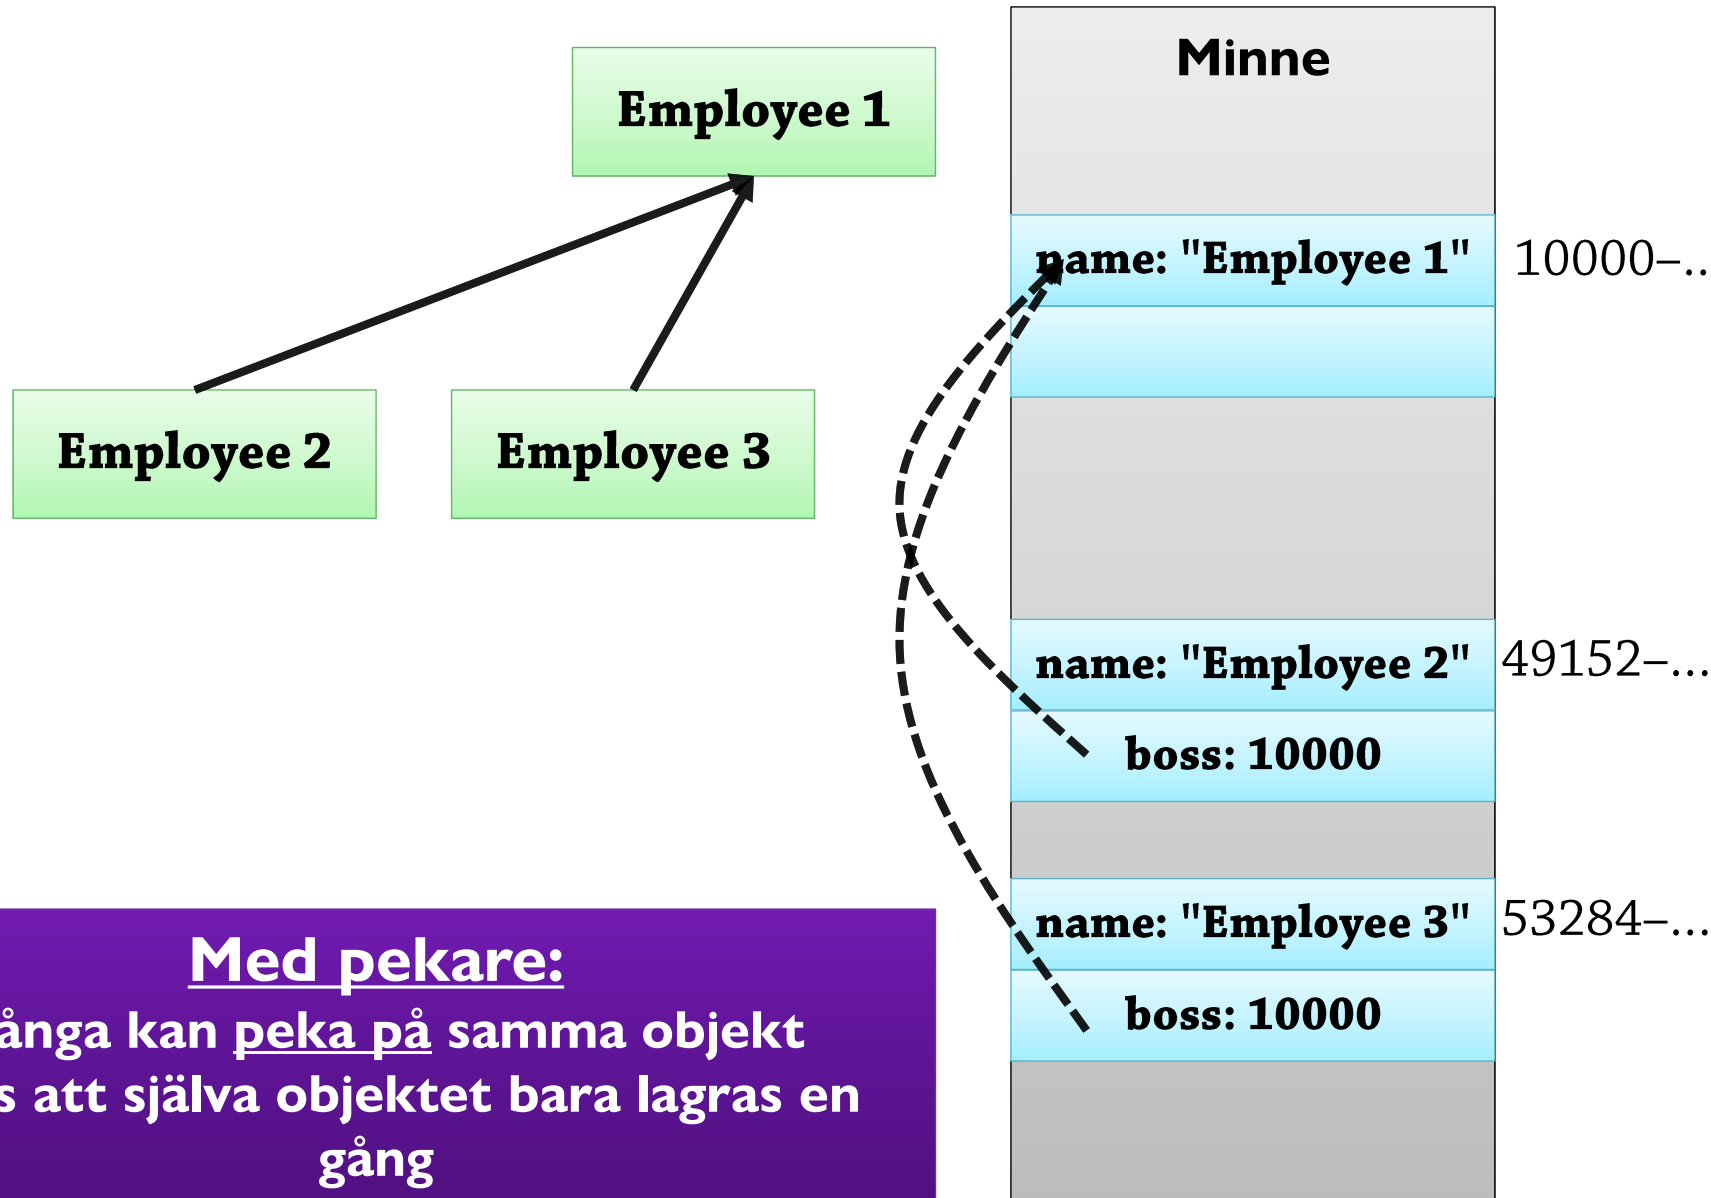 Minne
Employee 1
name: "Employee 1" 10000–..
Employee 2
Employee 3
name: "Employee 2" 49152–...
boss: 10000
name: "Employee 3" 53284–...
boss: 10000
Med pekare:
kan peka på samma objekt
att själva objektet bara lagras en
gång